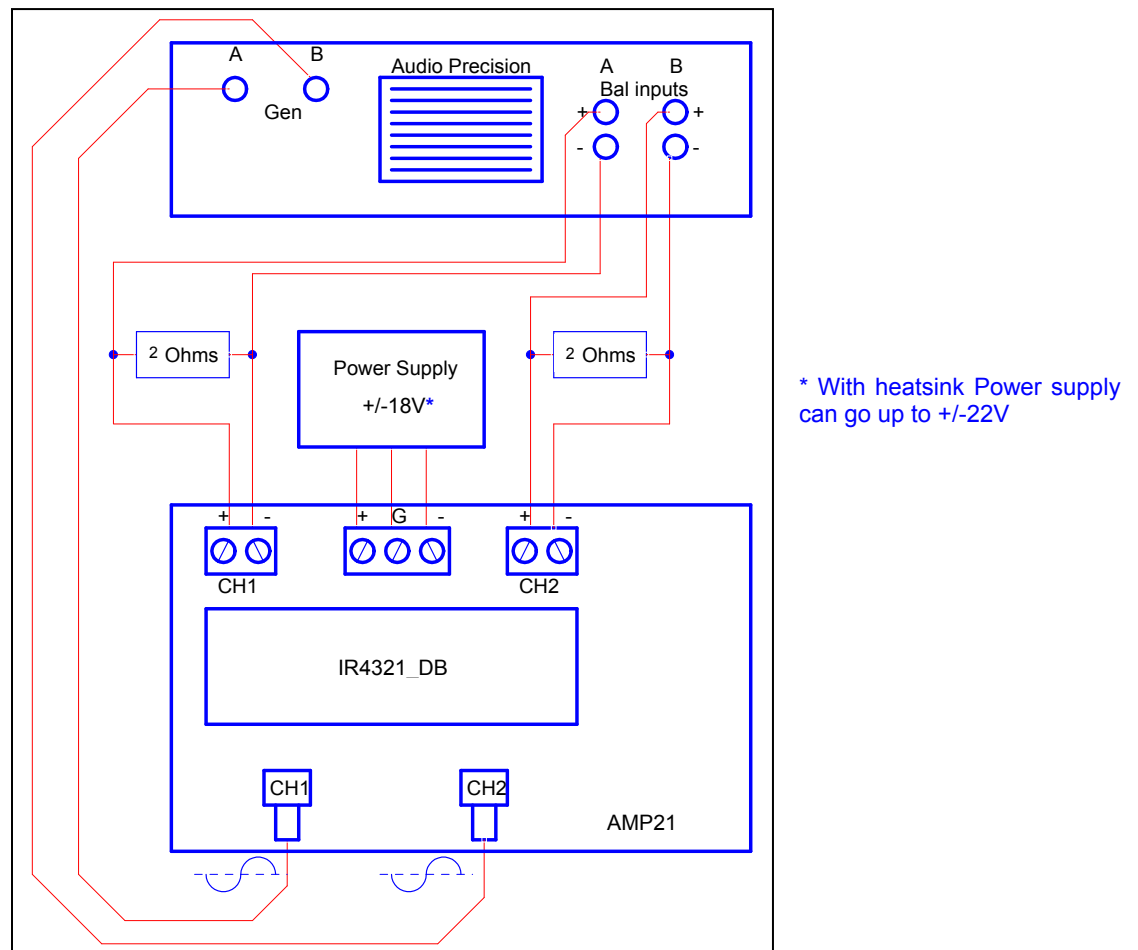 A B
Gen
Audio Precision
A B
Bal inputs
+ +
- -
2 Ohms
2 Ohms
Power Supply
+/-18V*
* With heatsink Power supply
can go up to +/-22V
+ -
+ G -
+ -
CH1
CH2
IR4321_DB
CH1
CH2
AMP21